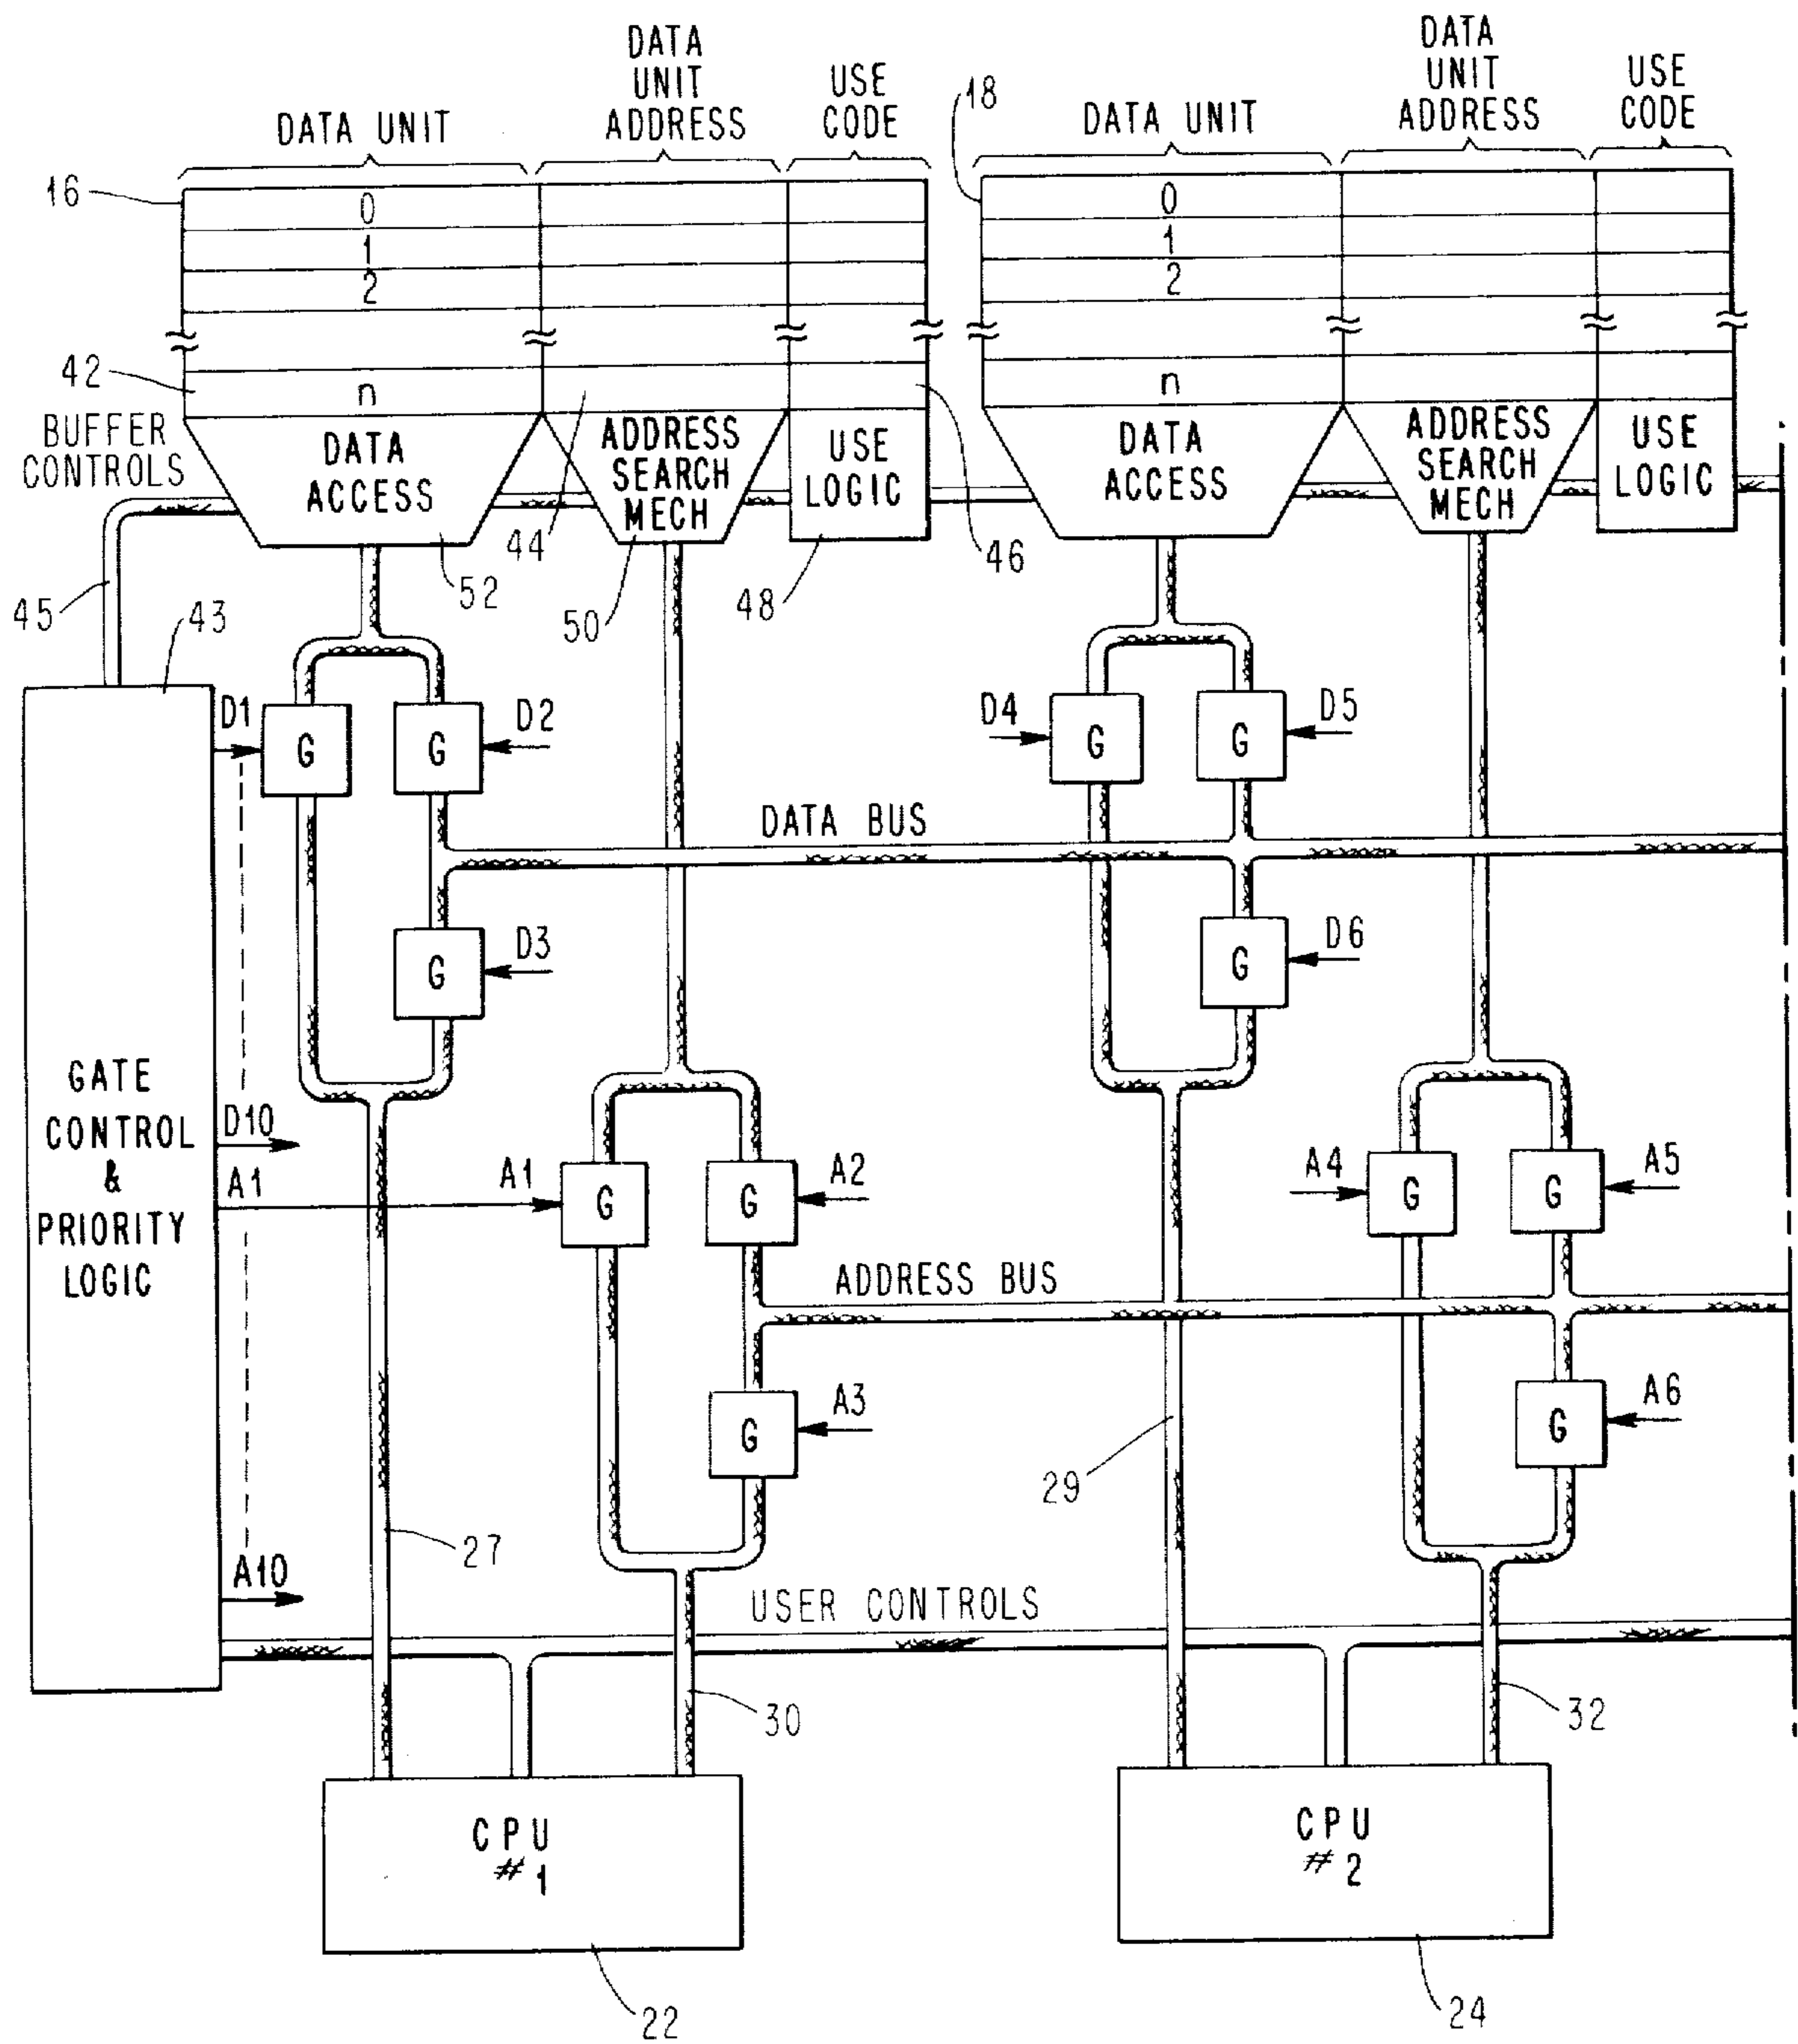 DATA UNIT
DATA
UNIT
ADDRESS
USE
CODE
DATA UNIT
DATA
UNIT
ADDRESS
USE
CODE
16
18
0
1
2
n
0
1
2
n
42
BUFFER
CONTROLS
DATA
ACCESS
ADDRESS
SEARCH
MECH
USE
LOGIC
DATA
ACCESS
ADDRESS
SEARCH
MECH
USE
LOGIC
45
43
52
44
50
48
46
D1
G
G
D2
D4
G
G
D5
DATA BUS
G
D3
G
D6
GATE
CONTROL
&
PRIORITY
LOGIC
D10
A1
A1
G
G
A2
A4
G
G
A5
ADDRESS BUS
G
A3
G
A6
29
27
A10
USER CONTROLS
30
32
CPU
#1
CPU
#2
22
24